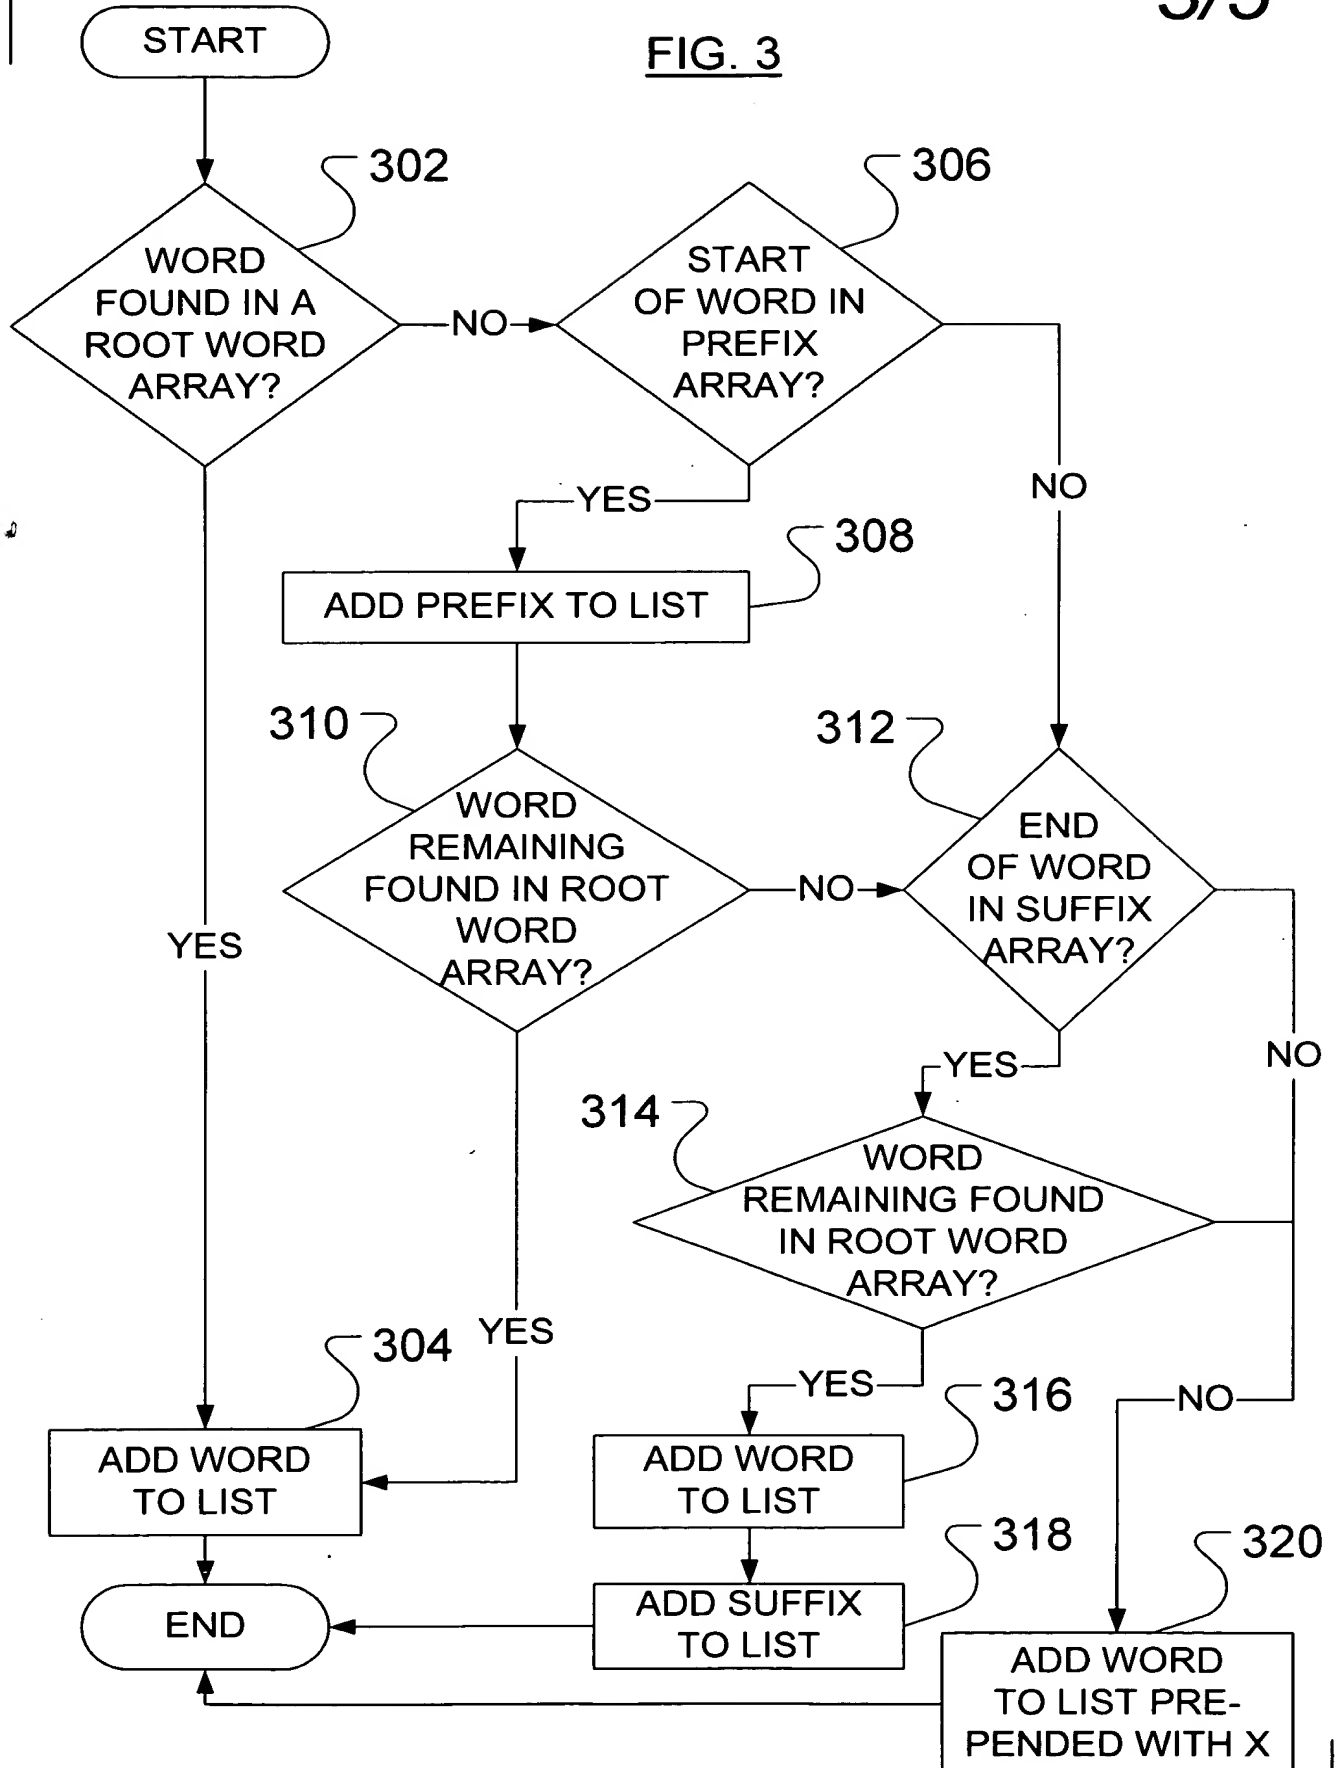 3/5
START
FIG. 3
302
306
WORD
FOUND IN A
ROOT WORD
ARRAY?
NO
START
OF WORD IN
PREFIX
ARRAY?
NO
YES
308
ADD PREFIX TO LIST
310
312
WORD
REMAINING
FOUND IN ROOT
WORD
ARRAY?
NO
END
OF WORD
IN SUFFIX
ARRAY?
YES
NO
YES
314
WORD
REMAINING FOUND
IN ROOT WORD
ARRAY?
304
YES
YES
316
NO
ADD WORD
TO LIST
ADD WORD
TO LIST
318
320
END
ADD SUFFIX
TO LIST
ADD WORD
TO LIST PRE-
PENDED WITH X